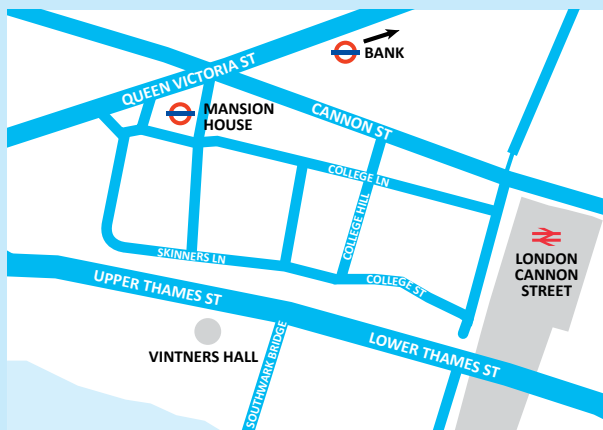 BANK
QUEEN VICTORIA ST
MANSION
HOUSE
CANNON ST
COLLEGE LN
COLLEGE HILL
LONDON
CANNON
STREET
SKINNERS LN
COLLEGE ST
UPPER THAMES ST
LOWER THAMES ST
VINTNERS HALL
SOUTHWARK BRIDGE